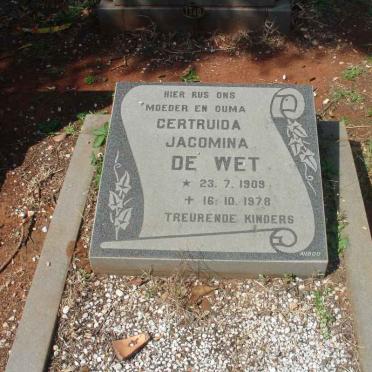 HIER RUS ONS
MOEDER EN OUMA
GERTRUIDA
JACOMINA
DE WET
* 23. 7. 1909
+ 16. 10. 1978
TREURENDE KINDERS